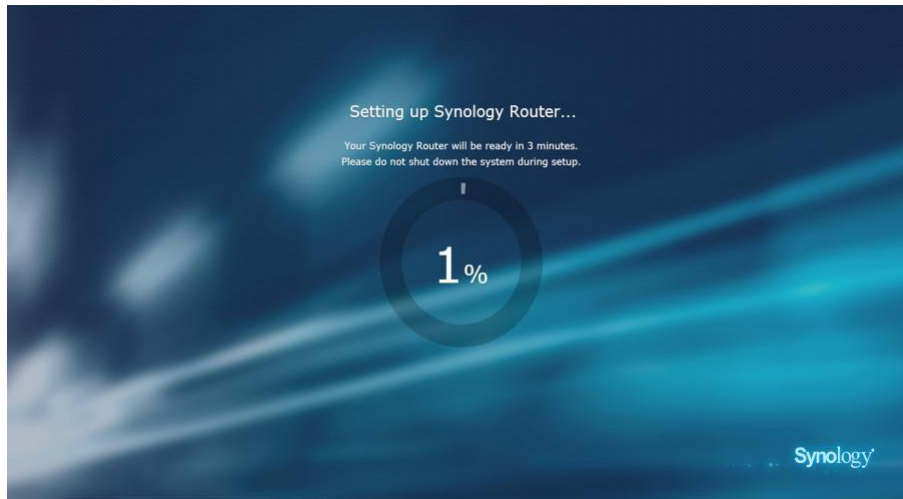 Setting up Synology Router...
Your Synology Router will be ready in 3 minutes.
Please do not shut down the system during setup.
1%
Synology